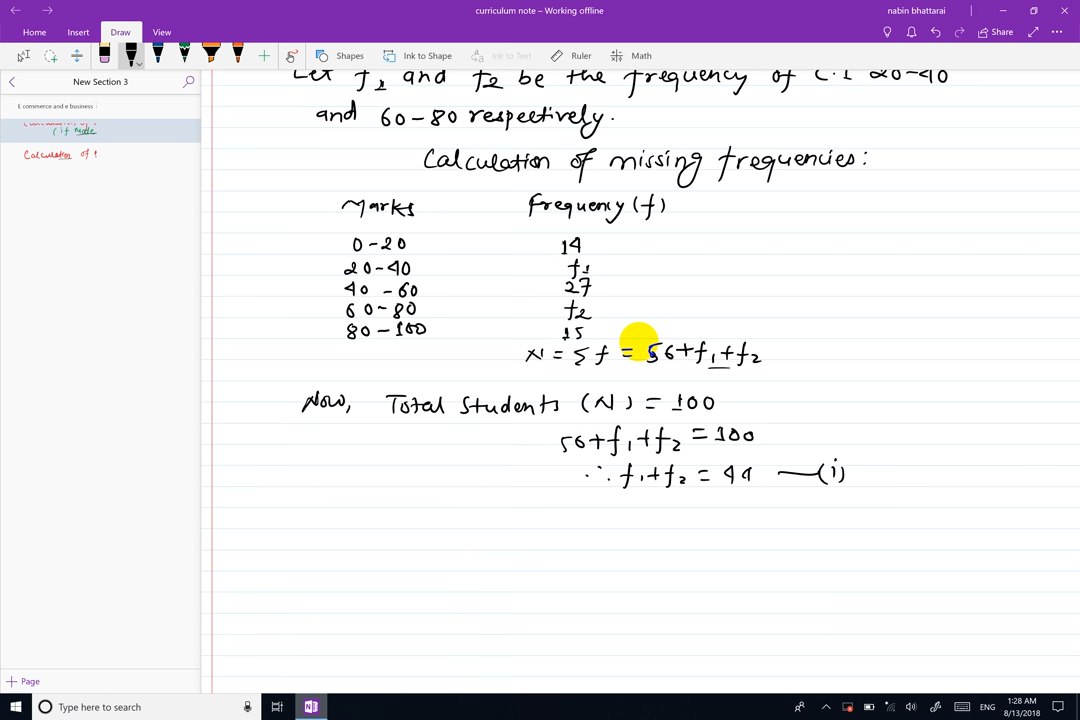 curriculum note – Working offline
nabin bhattarai
Home Insert Draw View
Share
Shapes Ink to Shape Ink to Text Ruler Math
New Section 3
E commerce and e business
(if mode
Calculation of
Let f1 and f2 be the frequency of C.I 20-40
and 60-80 respectively.
Calculation of missing frequencies:
Marks Frequency (f)
0-20 14
20-40 f1
40-60 27
60-80 f2
80-100 15
N = Σf = 56+f1+f2
Now, Total Students (N) = 100
56+f1+f2 = 100
∴ f1+f2 = 44 —(i)
+ Page
Type here to search
ENG
1:28 AM
8/13/2018